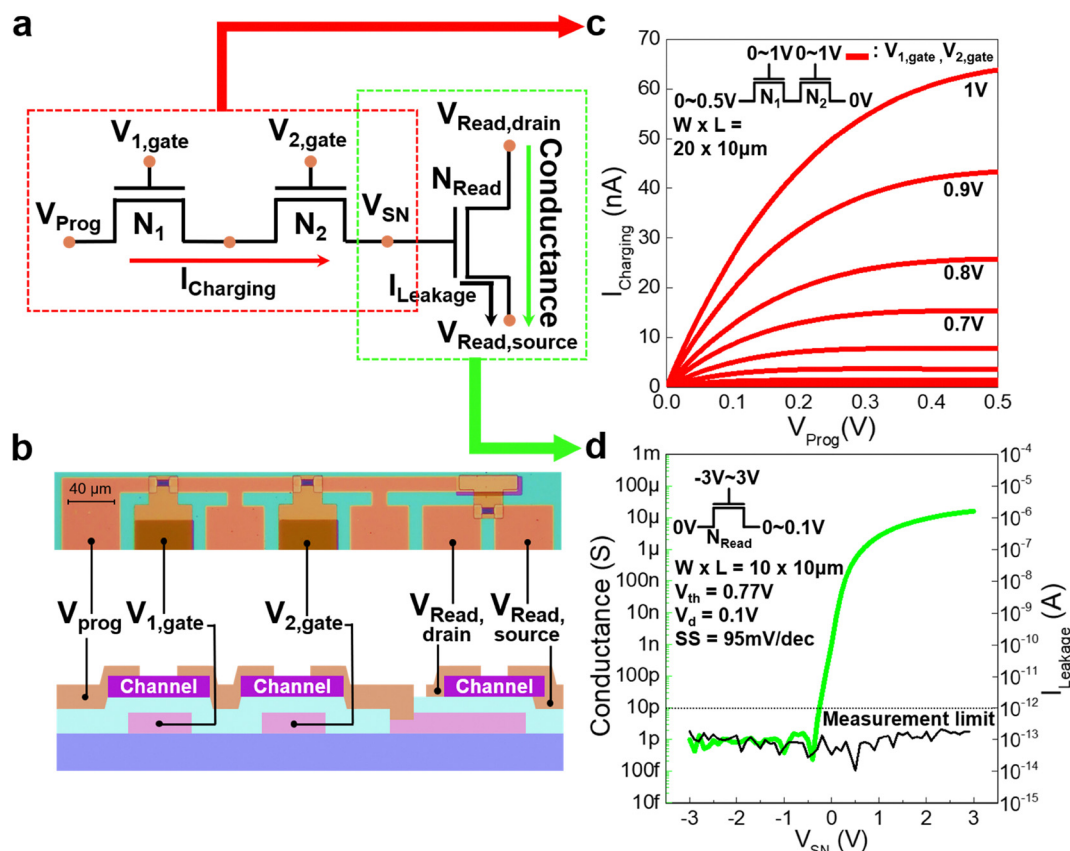 a
V1,gate
V2,gate
VProg
N1
N2
VSN
ICharging
VRead,drain
NRead
Conductance
ILeakage
VRead,source
b
40 μm
Vprog
V1,gate
V2,gate
VRead,
drain
VRead,
source
Channel
Channel
Channel
c
ICharging (nA)
70
60
50
40
30
20
10
0
0~1V 0~1V
: V1,gate ,V2,gate
0~0.5V
N1
N2
0V
W x L =
20 x 10μm
1V
0.9V
0.8V
0.7V
0.0
0.1
0.2
0.3
0.4
0.5
VProg(V)
d
Conductance (S)
1m
100μ
10μ
1μ
100n
10n
1n
100p
10p
1p
100f
10f
-3V~3V
0V
NRead
0~0.1V
W x L = 10 x 10μm
Vth = 0.77V
Vd = 0.1V
SS = 95mV/dec
Measurement limit
10-4
10-5
10-6
10-7
10-8
10-9
10-10
10-11
10-12
10-13
10-14
10-15
ILeakage (A)
-3
-2
-1
0
1
2
3
VSN (V)